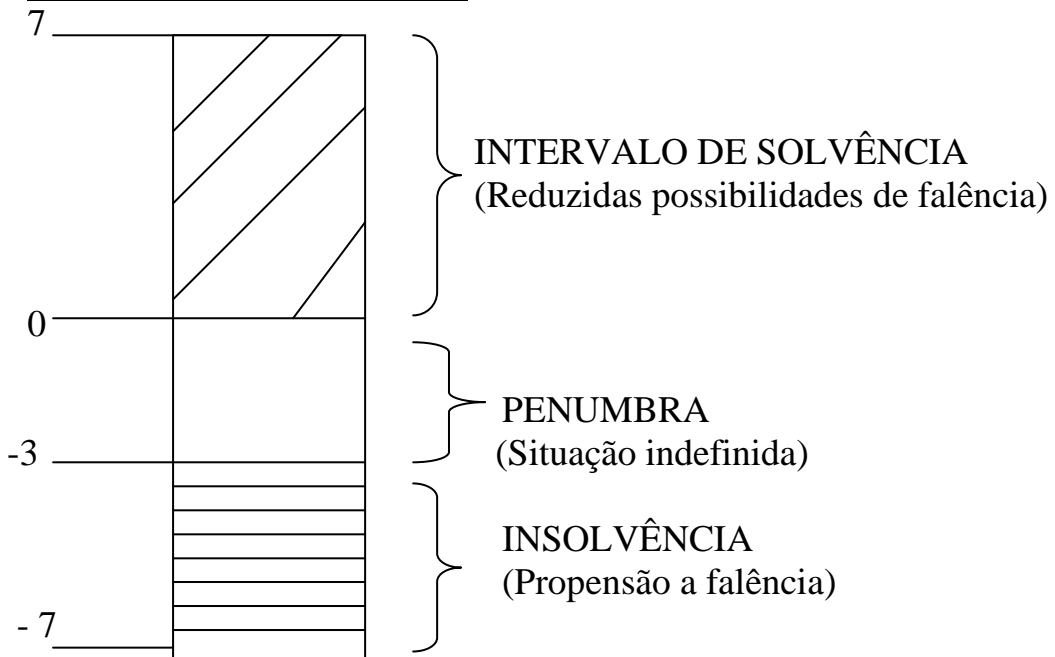 7
INTERVALO DE SOLVÊNCIA
(Reduzidas possibilidades de falência)
0
PENUMBRA
(Situação indefinida)
-3
INSOLVÊNCIA
(Propensão a falência)
- 7